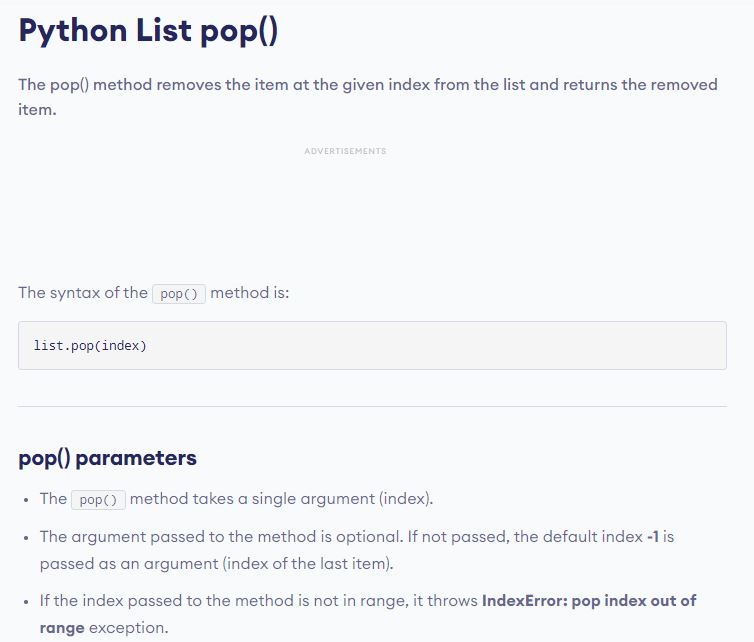 Python List pop()
The pop() method removes the item at the given index from the list and returns the removed
item.
ADVERTISEMENTS
The syntax of the pop() method is:
list.pop(index)
pop() parameters
• The pop() method takes a single argument (index).
• The argument passed to the method is optional. If not passed, the default index -1 is
passed as an argument (index of the last item).
• If the index passed to the method is not in range, it throws IndexError: pop index out of
range exception.